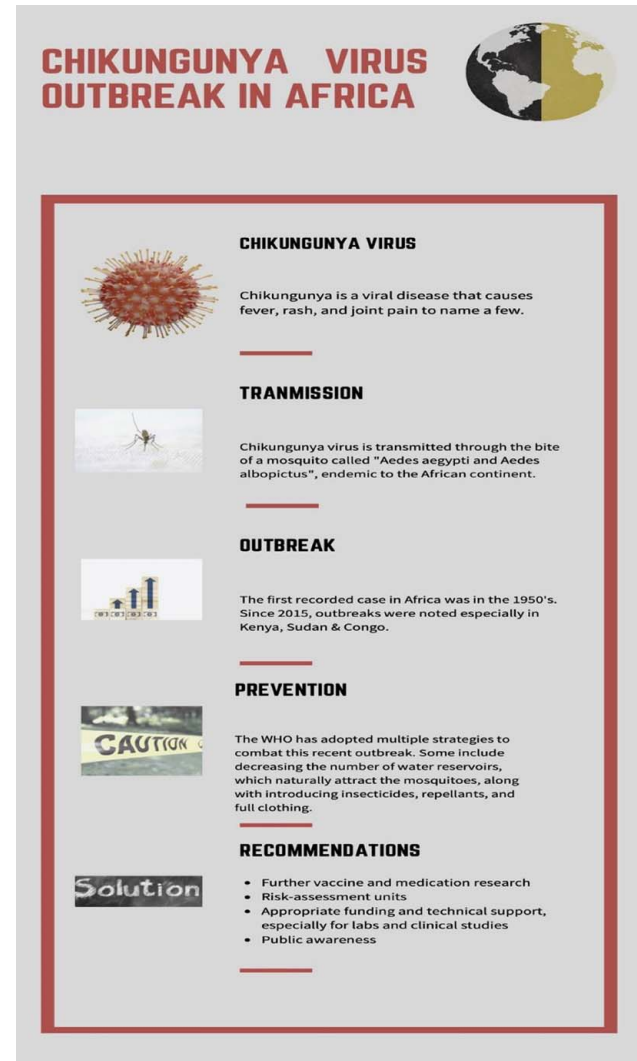 CHIKUNGUNYA VIRUS
OUTBREAK IN AFRICA
CHIKUNGUNYA VIRUS
Chikungunya is a viral disease that causes
fever, rash, and joint pain to name a few.
TRANMISSION
Chikungunya virus is transmitted through the bite
of a mosquito called "Aedes aegypti and Aedes
albopictus", endemic to the African continent.
OUTBREAK
The first recorded case in Africa was in the 1950's.
Since 2015, outbreaks were noted especially in
Kenya, Sudan & Congo.
PREVENTION
CAUTION
The WHO has adopted multiple strategies to
combat this recent outbreak. Some include
decreasing the number of water reservoirs,
which naturally attract the mosquitoes, along
with introducing insecticides, repellants, and
full clothing.
RECOMMENDATIONS
Solution
• Further vaccine and medication research
• Risk-assessment units
• Appropriate funding and technical support,
especially for labs and clinical studies
• Public awareness